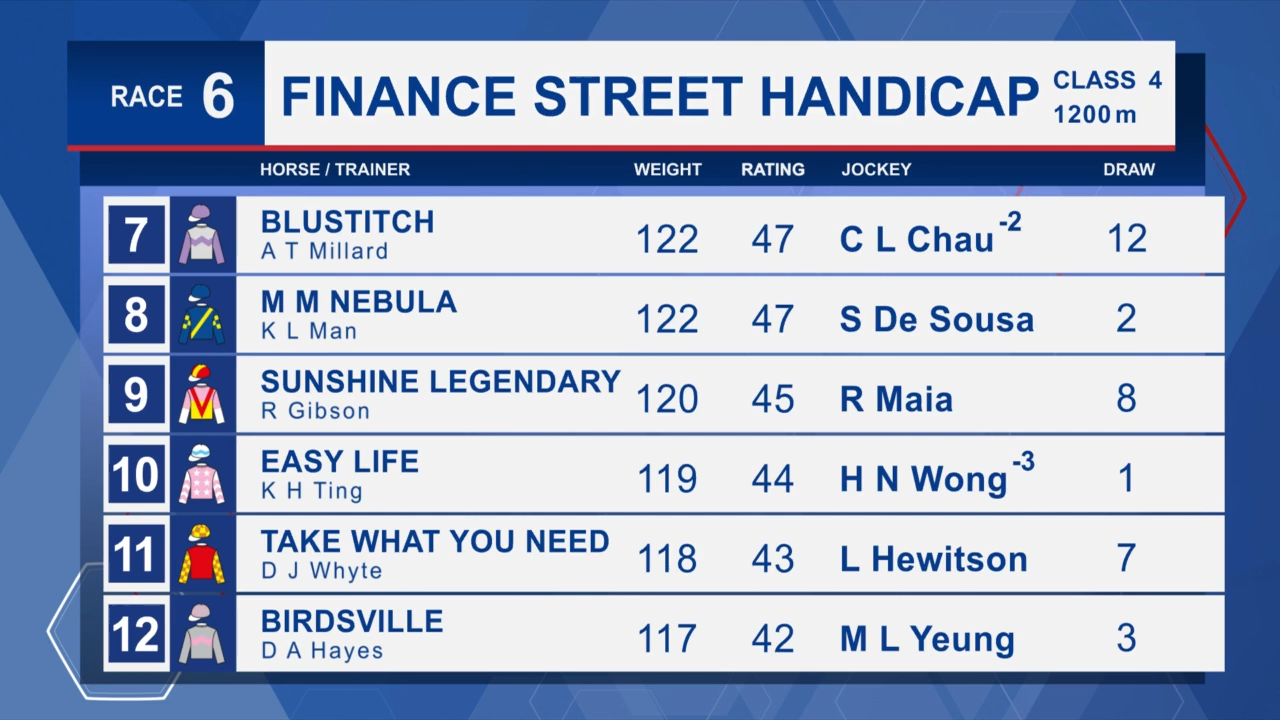 RACE 6 FINANCE STREET HANDICAP CLASS 4
1200m
HORSE / TRAINER WEIGHT RATING JOCKEY DRAW
7 BLUSTITCH 122 47 C L Chau -2 12
A T Millard
8 M M NEBULA 122 47 S De Sousa 2
K L Man
9 SUNSHINE LEGENDARY 120 45 R Maia 8
R Gibson
10 EASY LIFE 119 44 H N Wong -3 1
K H Ting
11 TAKE WHAT YOU NEED 118 43 L Hewitson 7
D J Whyte
12 BIRDSVILLE 117 42 M L Yeung 3
D A Hayes